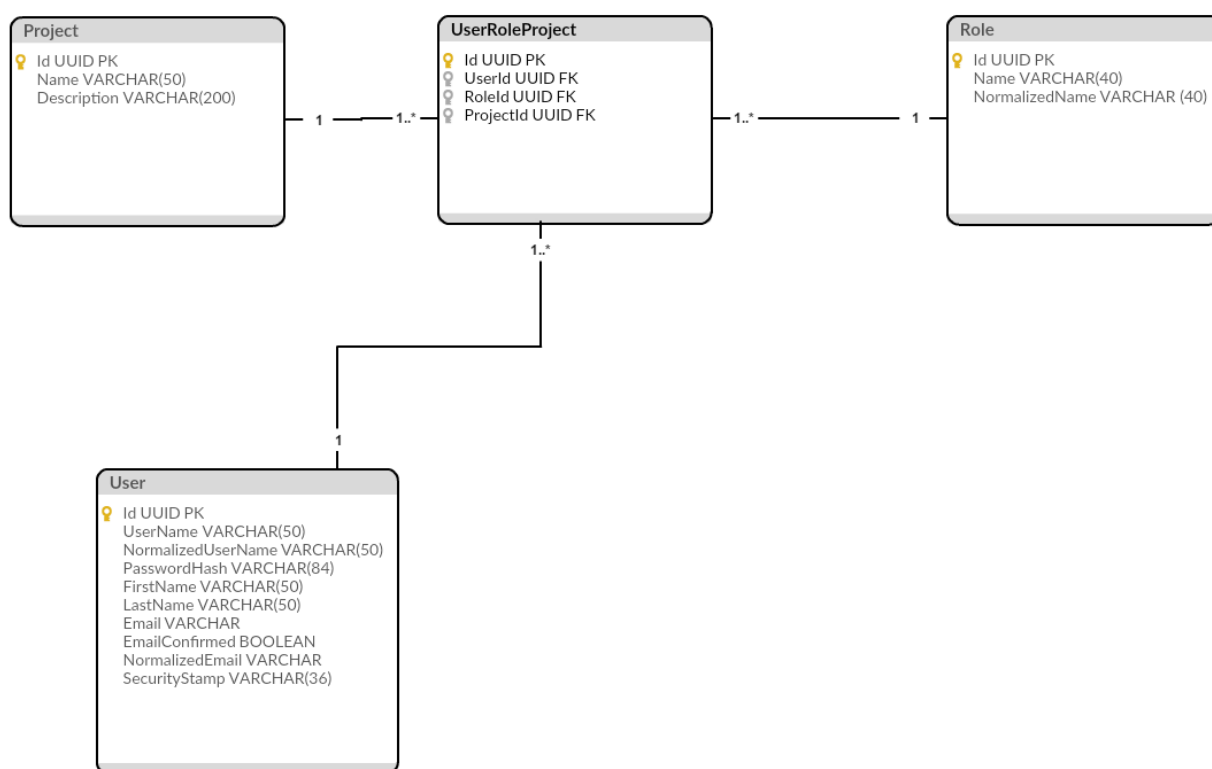 Project
Id UUID PK
Name VARCHAR(50)
Description VARCHAR(200)
1
1..*
UserRoleProject
Id UUID PK
UserId UUID FK
RoleId UUID FK
ProjectId UUID FK
1..*
1
Role
Id UUID PK
Name VARCHAR(40)
NormalizedName VARCHAR (40)
1..*
1
User
Id UUID PK
UserName VARCHAR(50)
NormalizedUserName VARCHAR(50)
PasswordHash VARCHAR(84)
FirstName VARCHAR(50)
LastName VARCHAR(50)
Email VARCHAR
EmailConfirmed BOOLEAN
NormalizedEmail VARCHAR
SecurityStamp VARCHAR(36)